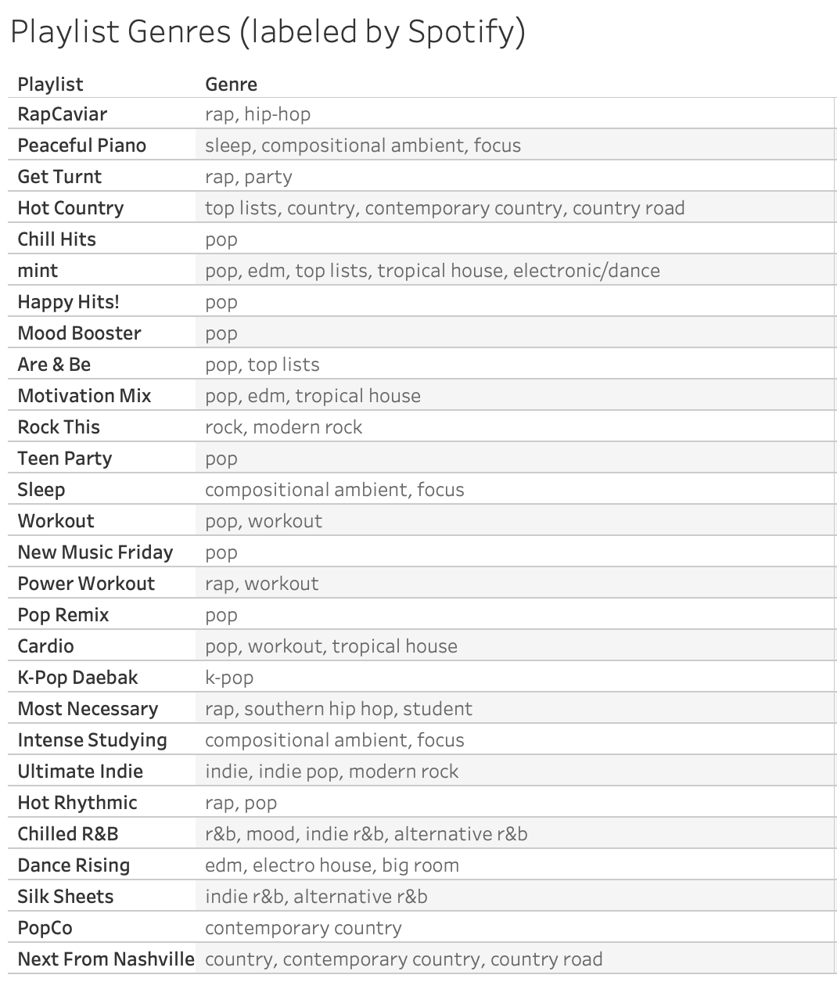 Playlist Genres (labeled by Spotify)
Playlist Genre
RapCaviar rap, hip-hop
Peaceful Piano sleep, compositional ambient, focus
Get Turnt rap, party
Hot Country top lists, country, contemporary country, country road
Chill Hits pop
mint pop, edm, top lists, tropical house, electronic/dance
Happy Hits! pop
Mood Booster pop
Are & Be pop, top lists
Motivation Mix pop, edm, tropical house
Rock This rock, modern rock
Teen Party pop
Sleep compositional ambient, focus
Workout pop, workout
New Music Friday pop
Power Workout rap, workout
Pop Remix pop
Cardio pop, workout, tropical house
K-Pop Daebak k-pop
Most Necessary rap, southern hip hop, student
Intense Studying compositional ambient, focus
Ultimate Indie indie, indie pop, modern rock
Hot Rhythmic rap, pop
Chilled R&B r&b, mood, indie r&b, alternative r&b
Dance Rising edm, electro house, big room
Silk Sheets indie r&b, alternative r&b
PopCo contemporary country
Next From Nashville country, contemporary country, country road